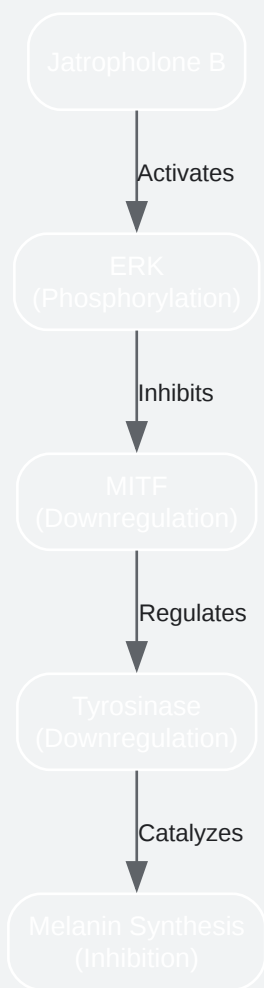 Jatropholone B
Activates
ERK
(Phosphorylation)
Inhibits
MITF
(Downregulation)
Regulates
Tyrosinase
(Downregulation)
Catalyzes
Melanin Synthesis
(Inhibition)